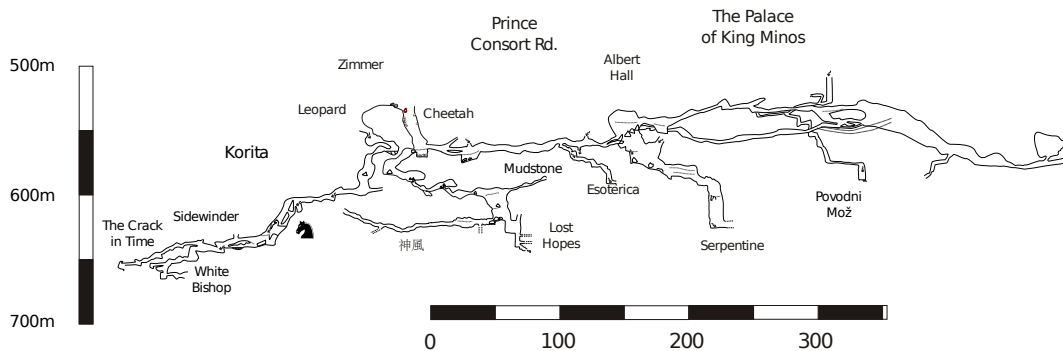 Prince
Consort Rd.
The Palace
of King Minos
500m
Zimmer
Albert
Hall
Leopard
Cheetah
Korita
Mudstone
Esoterica
600m
Povodni
Mož
The Crack
in Time
Sidewinder
Lost
Hopes
神風
Serpentine
White
Bishop
700m
0
100
200
300